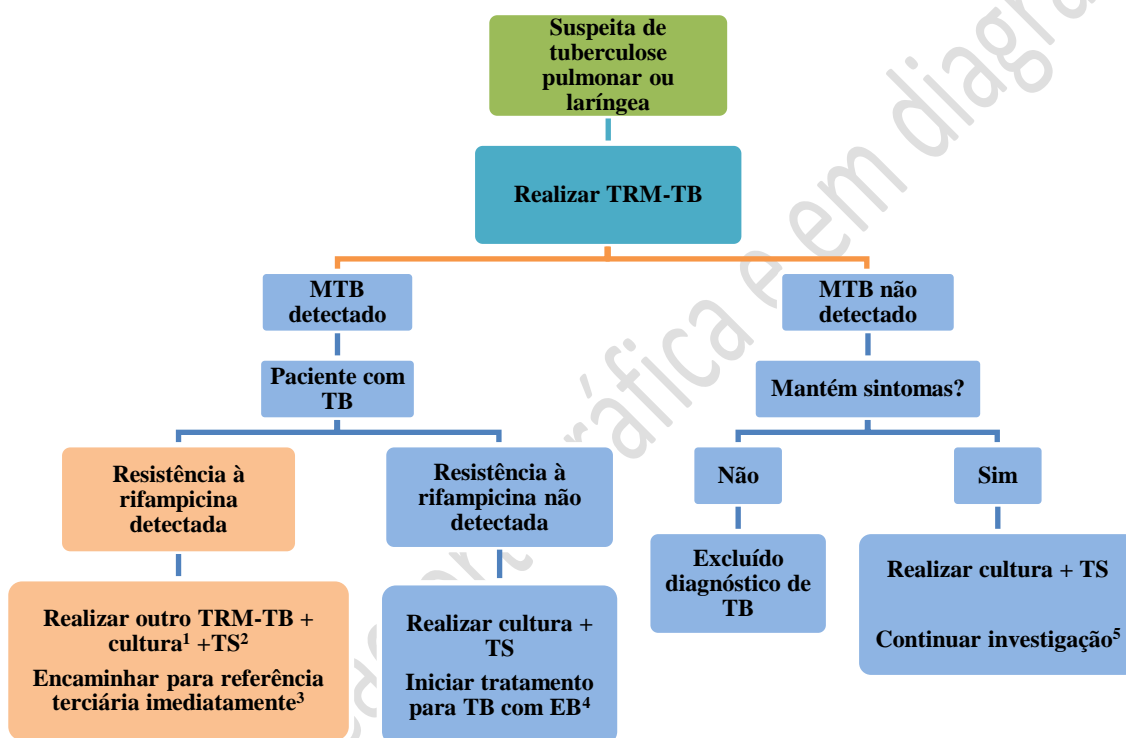 Suspeita de
tuberculose
pulmonar ou
laríngea
Realizar TRM-TB
MTB
detectado
MTB não
detectado
Paciente com
TB
Mantém sintomas?
Resistência à
rifampicina
detectada
Resistência à
rifampicina não
detectada
Não
Sim
Realizar outro TRM-TB +
cultura¹ +TS²
Encaminhar para referência
terciária imediatamente³
Realizar cultura +
TS
Iniciar tratamento
para TB com EB⁴
Excluído
diagnóstico de
TB
Realizar cultura + TS
Continuar investigação⁵
gráfica e em